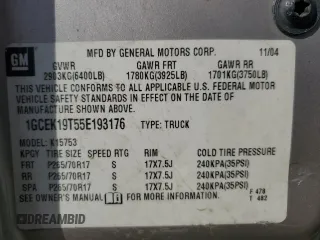 GM
MFD BY GENERAL MOTORS CORP. 11/04
GVWR GAWR FRT GAWR RR
2903KG(6400LB) 1780KG(3925LB) 1701KG(3750LB)
THIS VEHICLE CONFORMS TO ALL APPLICABLE U.S. FEDERAL
MOTOR VEHICLE SAFETY STANDARDS IN EFFECT ON THE DATE OF
MANUFACTURE SHOWN ABOVE.
1GCEK19T55E193176 TYPE: TRUCK
MODEL: K15753
KPGY TIRE SIZE SPEED RTG RIM COLD TIRE PRESSURE
FRT P265/70R17 S 17X7.5J 240KPA(35PSI)
RR P265/70R17 S 17X7.5J 240KPA(35PSI)
SPA P265/70R17 S 17X7.5J 240KPA(35PSI)
SEE OWNER'S MANUAL FOR MORE INFORMATION.
F 478
T 482
© DREAMBID